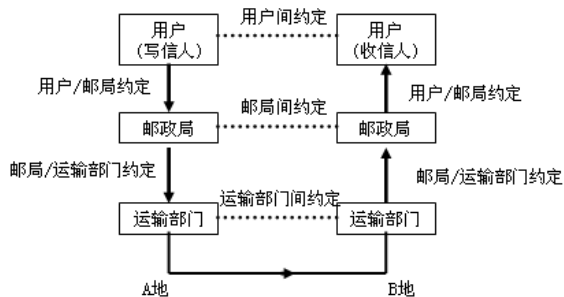 用户间约定
用户
(写信人)
用户
(收信人)
用户/邮局约定
用户/邮局约定
邮局间约定
邮政局
邮政局
邮局/运输部门约定
邮局/运输部门约定
运输部门间约定
运输部门
运输部门
A地
B地